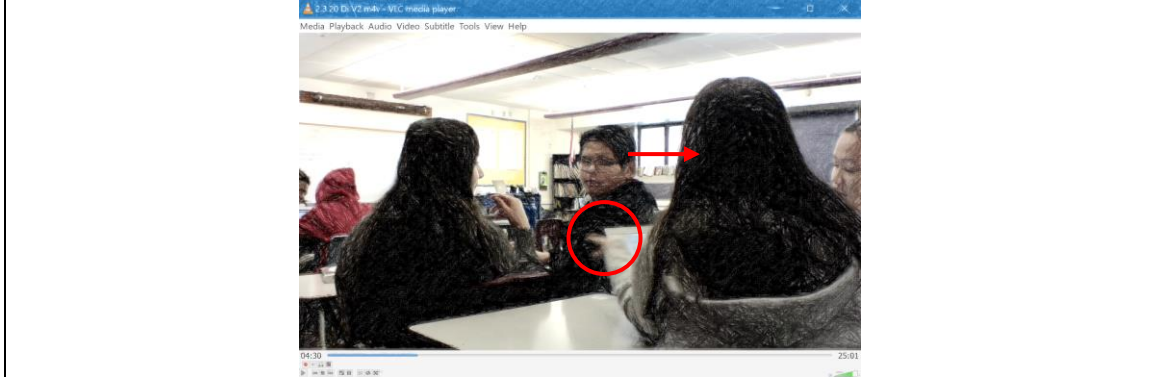 2.3 20 Di V2 m4v - VLC media player
Media Playback Audio Video Subtitle Tools View Help
04:30
25:01